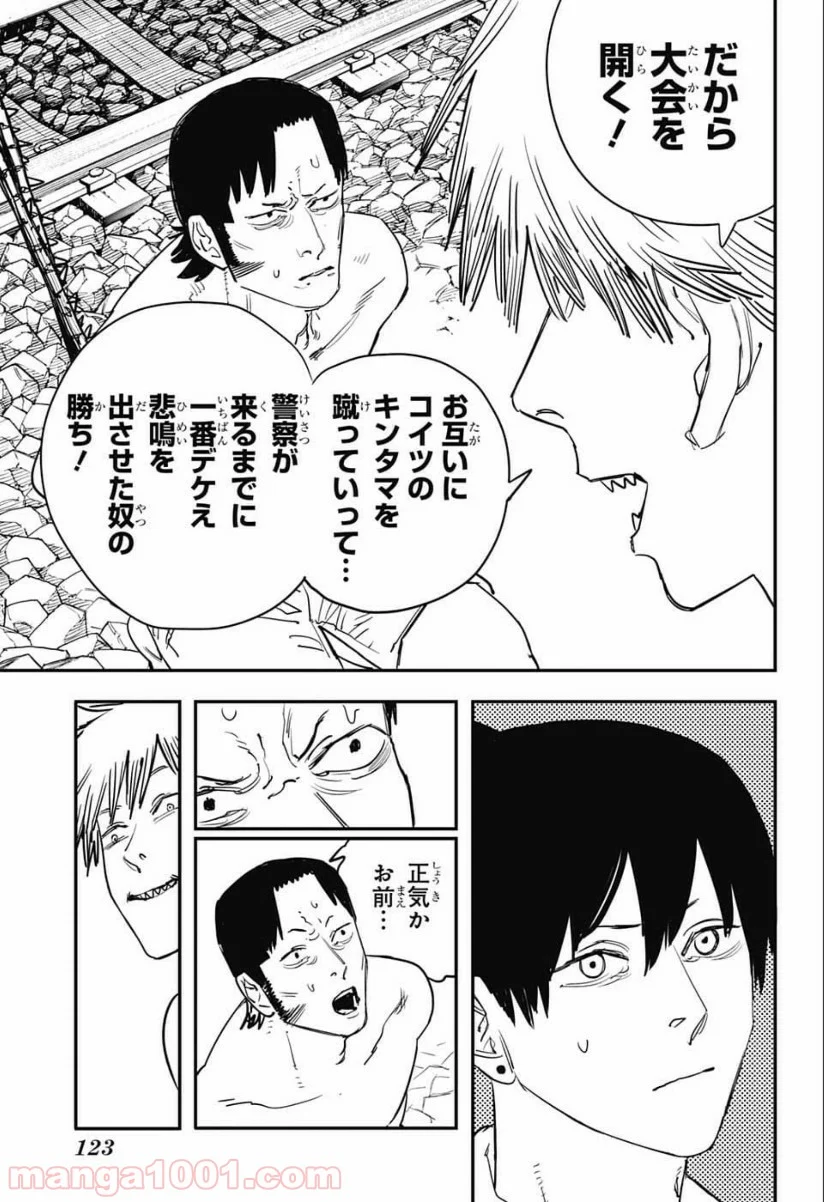 だから
大会を
開く！
お互いに
コイツの
キンタマを
蹴っていって…
警察が
来るまでに
一番デケえ
悲鳴を
出させた奴の
勝ち！
正気か
お前…
123
manga1001.com